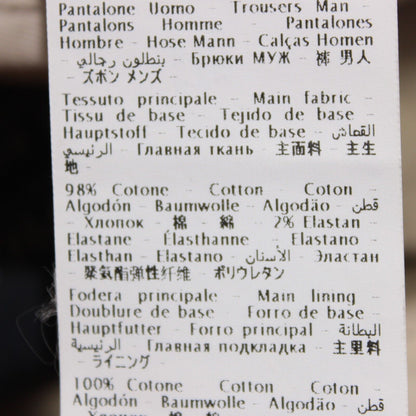 Pantalone Uomo - Trousers Man -
Pantalons Homme - Pantalones
Hombre - Hose Mann - Calças Homen
- بنطلون رجالي - Брюки МУЖ - 裤 男人
- ズボン メンズ -
Tessuto principale - Main fabric -
Tissu de base - Tejido de base -
Hauptstoff - Tecido de base - القماش
الرئيسي - Главная ткань - 主面料 - 主生
地 -
98% Cotone - Cotton - Coton -
Algodón - Baumwolle - Algodão - قطن
- Хлопок - 棉 - 綿 - 2% Elastan -
Elastane - Élasthanne - Elastano -
Elasthan - Elastano - الأستان - Эластан
- 聚氨酯弹性纤维 - ポリウレタン
Fodera principale - Main lining -
Doublure de base - Forro de base -
Hauptfutter - Forro principal - البطانة
الرئيسية - Главная подкладка - 主里料
- ライニング -
100% Cotone - Cotton - Coton -
Algodón - Baumwolle - Algodão - قطن
- Хлопок - 棉 - 綿